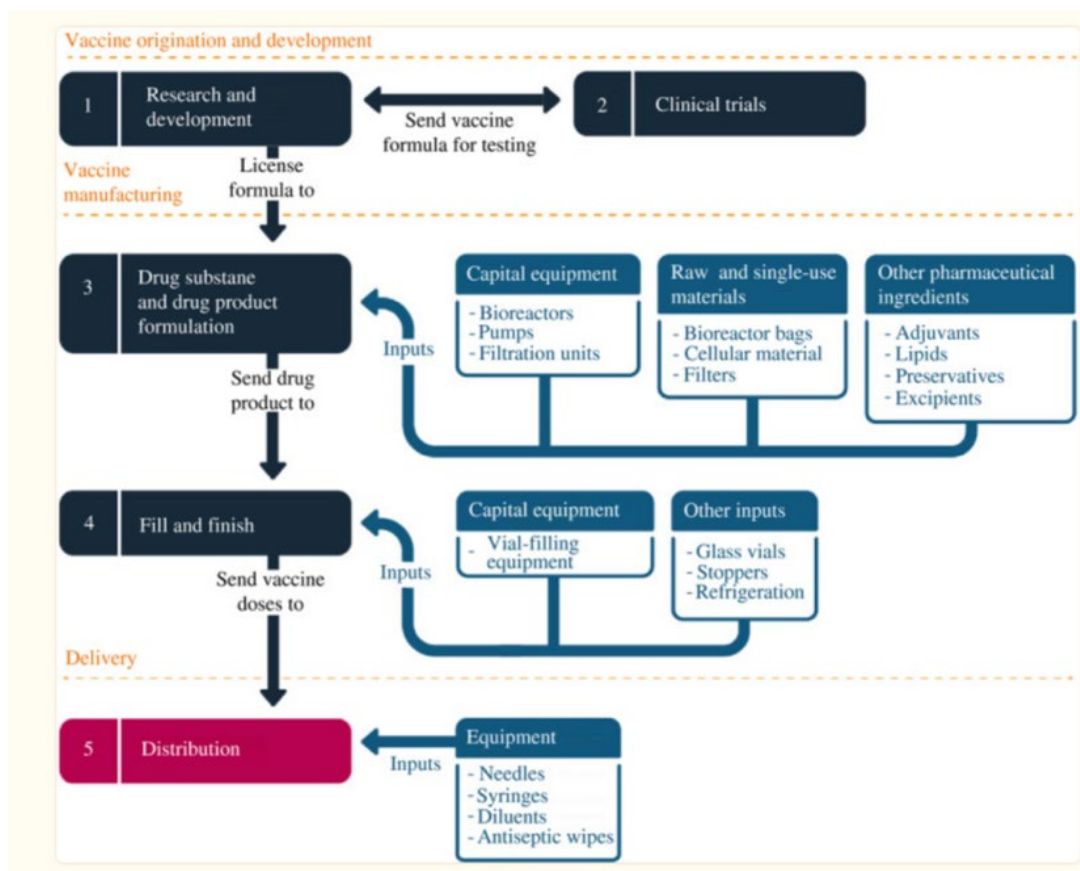 Vaccine origination and development
1
Research and
development
Send vaccine
formula for testing
2
Clinical trials
License
formula to
Vaccine
manufacturing
3
Drug substane
and drug product
formulation
Inputs
Capital equipment
- Bioreactors
- Pumps
- Filtration units
Raw and single-use
materials
- Bioreactor bags
- Cellular material
- Filters
Other pharmaceutical
ingredients
- Adjuvants
- Lipids
- Preservatives
- Excipients
Send drug
product to
4
Fill and finish
Inputs
Capital equipment
- Vial-filling
equipment
Other inputs
- Glass vials
- Stoppers
- Refrigeration
Send vaccine
doses to
Delivery
5
Distribution
Inputs
Equipment
- Needles
- Syringes
- Diluents
- Antiseptic wipes